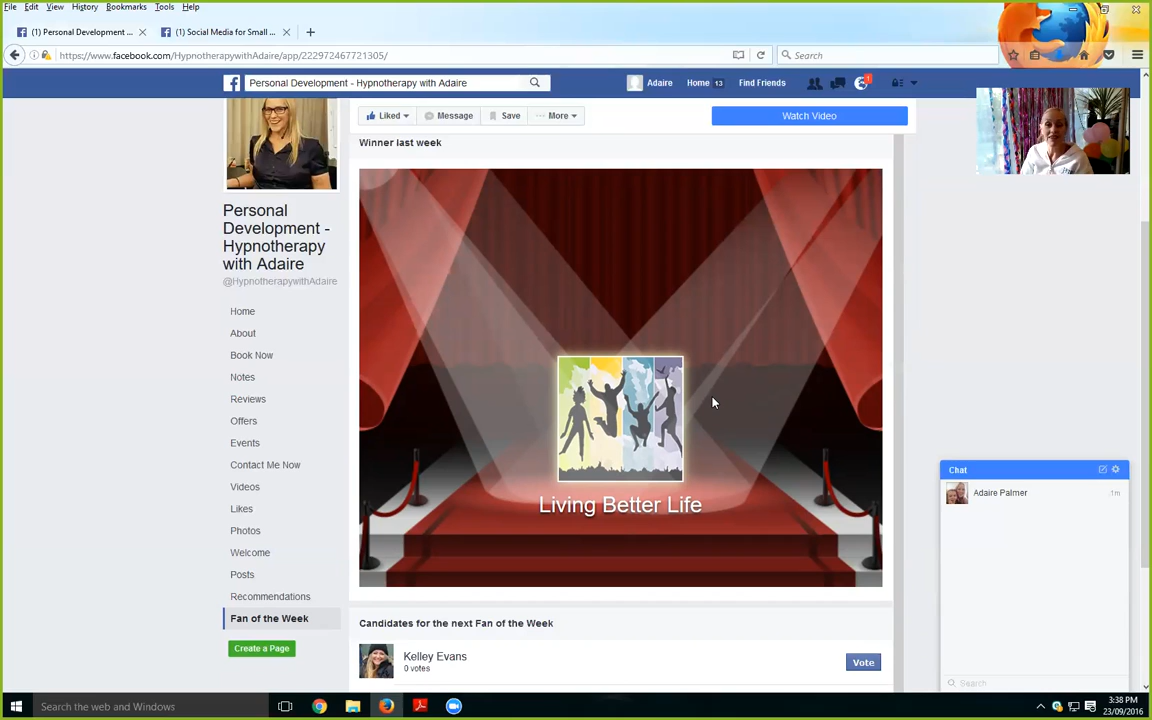 File Edit View History Bookmarks Tools Help
(1) Personal Development ... × (1) Social Media for Small ... × +
https://www.facebook.com/HypnotherapywithAdaire/app/222972467721305/ Search
Personal Development - Hypnotherapy with Adaire Adaire Home 13 Find Friends 1
Liked Message Save More Watch Video
Winner last week
Personal
Development -
Hypnotherapy
with Adaire
@HypnotherapywithAdaire
Home
About
Book Now
Notes
Reviews
Offers
Events
Contact Me Now
Videos
Likes
Photos
Welcome
Posts
Recommendations
Fan of the Week
Create a Page
Living Better Life
Candidates for the next Fan of the Week
Kelley Evans
0 votes
Vote
Chat
Adaire Palmer 1m
Search
Search the web and Windows
3:38 PM
23/09/2016